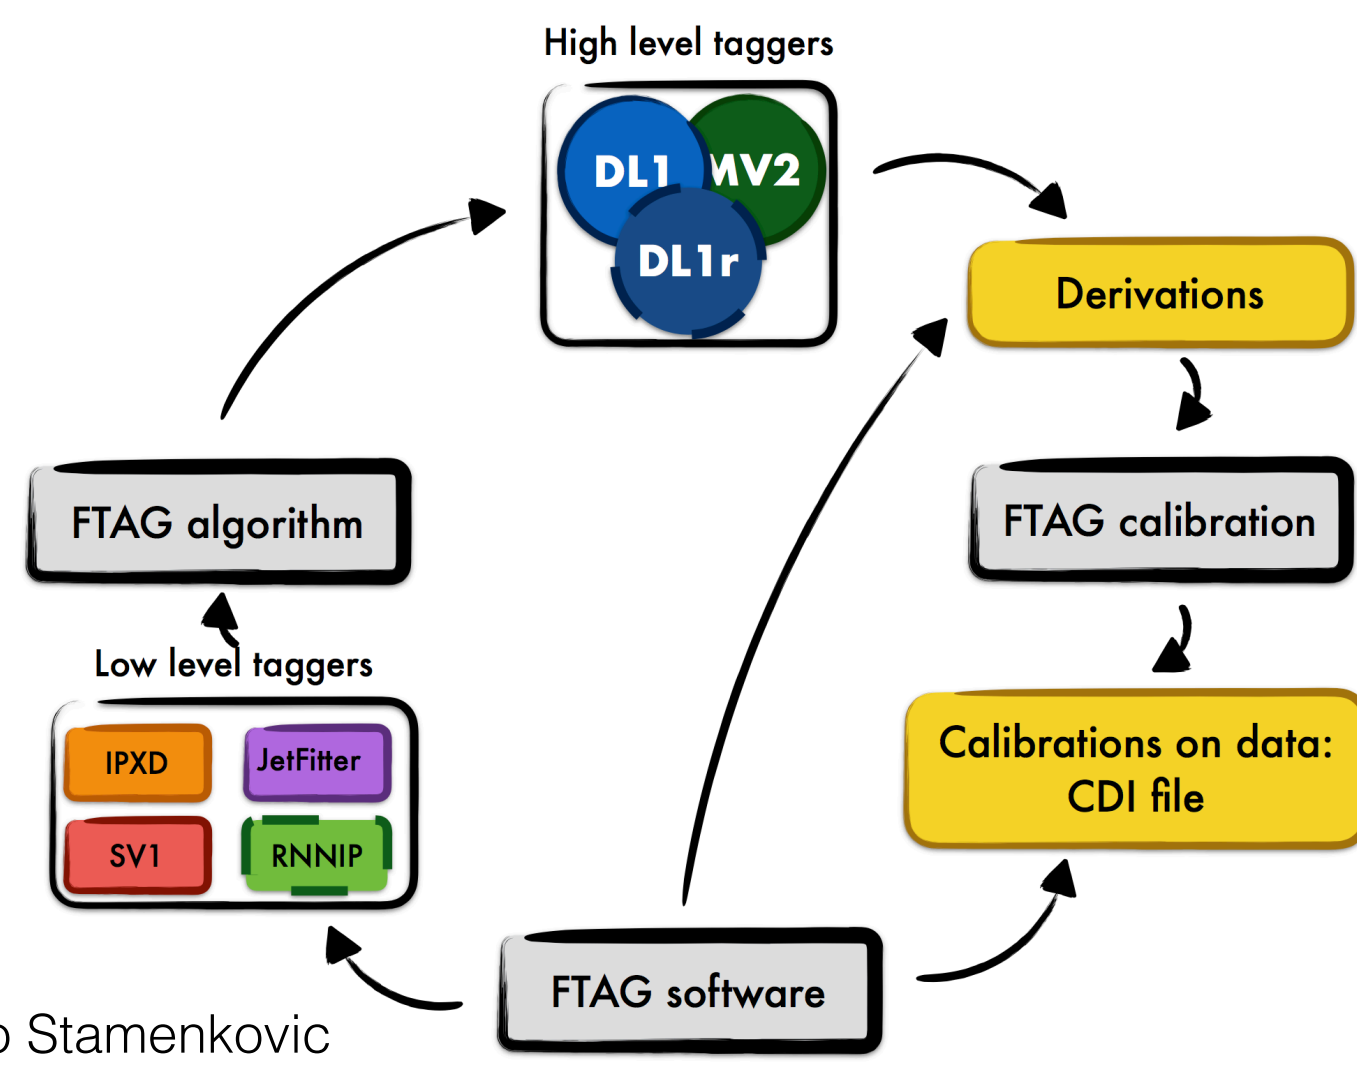 High level taggers
DL1
MV2
DL1r
Derivations
FTAG algorithm
FTAG calibration
Low level taggers
IPXD
JetFitter
SV1
RNNIP
Calibrations on data:
CDI file
FTAG software
o Stamenkovic